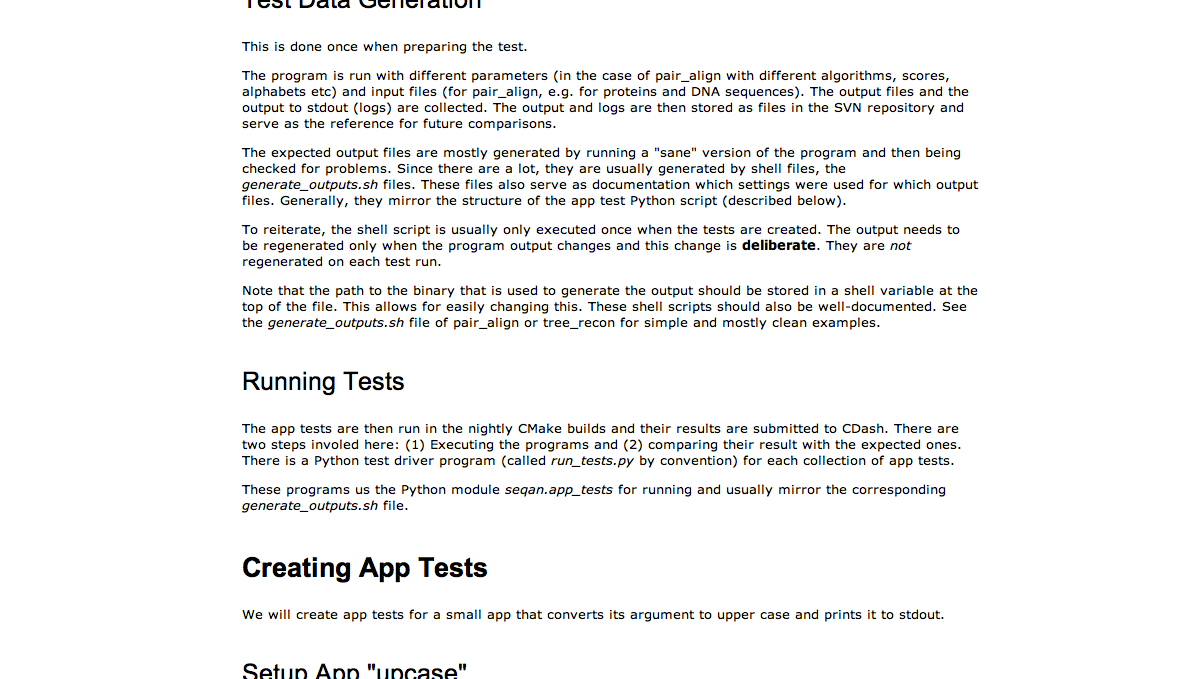 Test Data Generation
This is done once when preparing the test.
The program is run with different parameters (in the case of pair_align with different algorithms, scores,
alphabets etc) and input files (for pair_align, e.g. for proteins and DNA sequences). The output files and the
output to stdout (logs) are collected. The output and logs are then stored as files in the SVN repository and
serve as the reference for future comparisons.
The expected output files are mostly generated by running a "sane" version of the program and then being
checked for problems. Since there are a lot, they are usually generated by shell files, the
generate_outputs.sh files. These files also serve as documentation which settings were used for which output
files. Generally, they mirror the structure of the app test Python script (described below).
To reiterate, the shell script is usually only executed once when the tests are created. The output needs to
be regenerated only when the program output changes and this change is deliberate. They are not
regenerated on each test run.
Note that the path to the binary that is used to generate the output should be stored in a shell variable at the
top of the file. This allows for easily changing this. These shell scripts should also be well-documented. See
the generate_outputs.sh file of pair_align or tree_recon for simple and mostly clean examples.
Running Tests
The app tests are then run in the nightly CMake builds and their results are submitted to CDash. There are
two steps involed here: (1) Executing the programs and (2) comparing their result with the expected ones.
There is a Python test driver program (called run_tests.py by convention) for each collection of app tests.
These programs us the Python module seqan.app_tests for running and usually mirror the corresponding
generate_outputs.sh file.
Creating App Tests
We will create app tests for a small app that converts its argument to upper case and prints it to stdout.
Setup App "upcase"